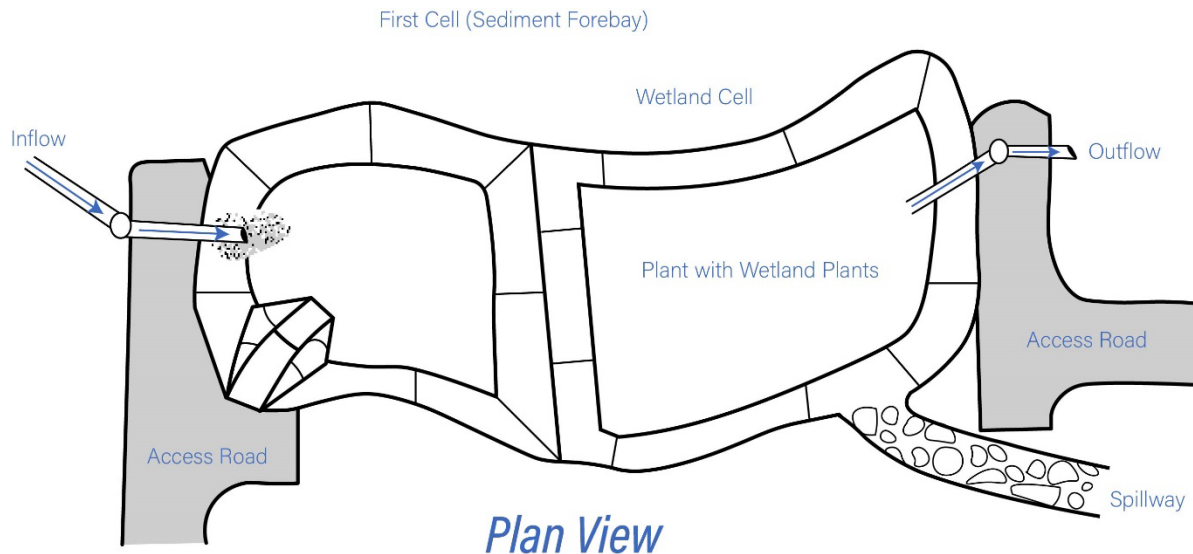 First Cell (Sediment Forebay)
Wetland Cell
Inflow
Outflow
Plant with Wetland Plants
Access Road
Access Road
Spillway
Plan View